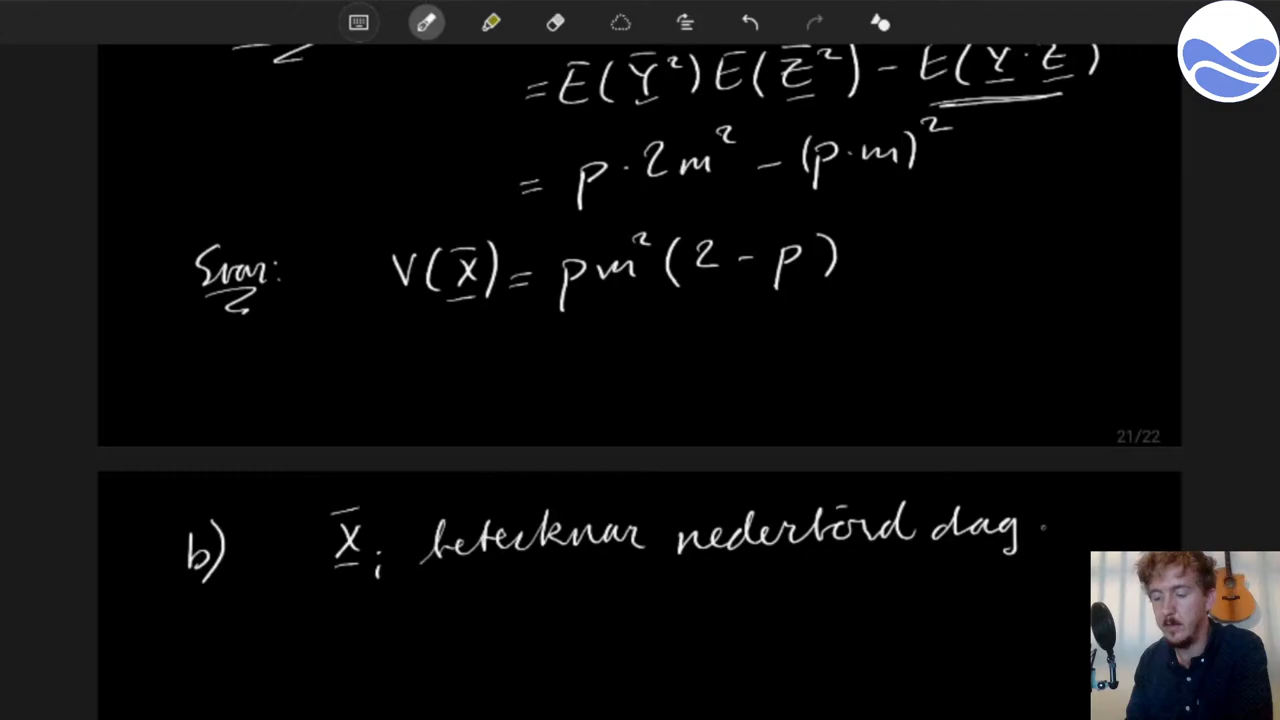 = E(Y²)E(Z²) - E(Y·Z)
= p·2m² - (p·m)²
Svar: V(X) = pm²(2-p)
21/22
b) Xᵢ betecknar nederbörd dag